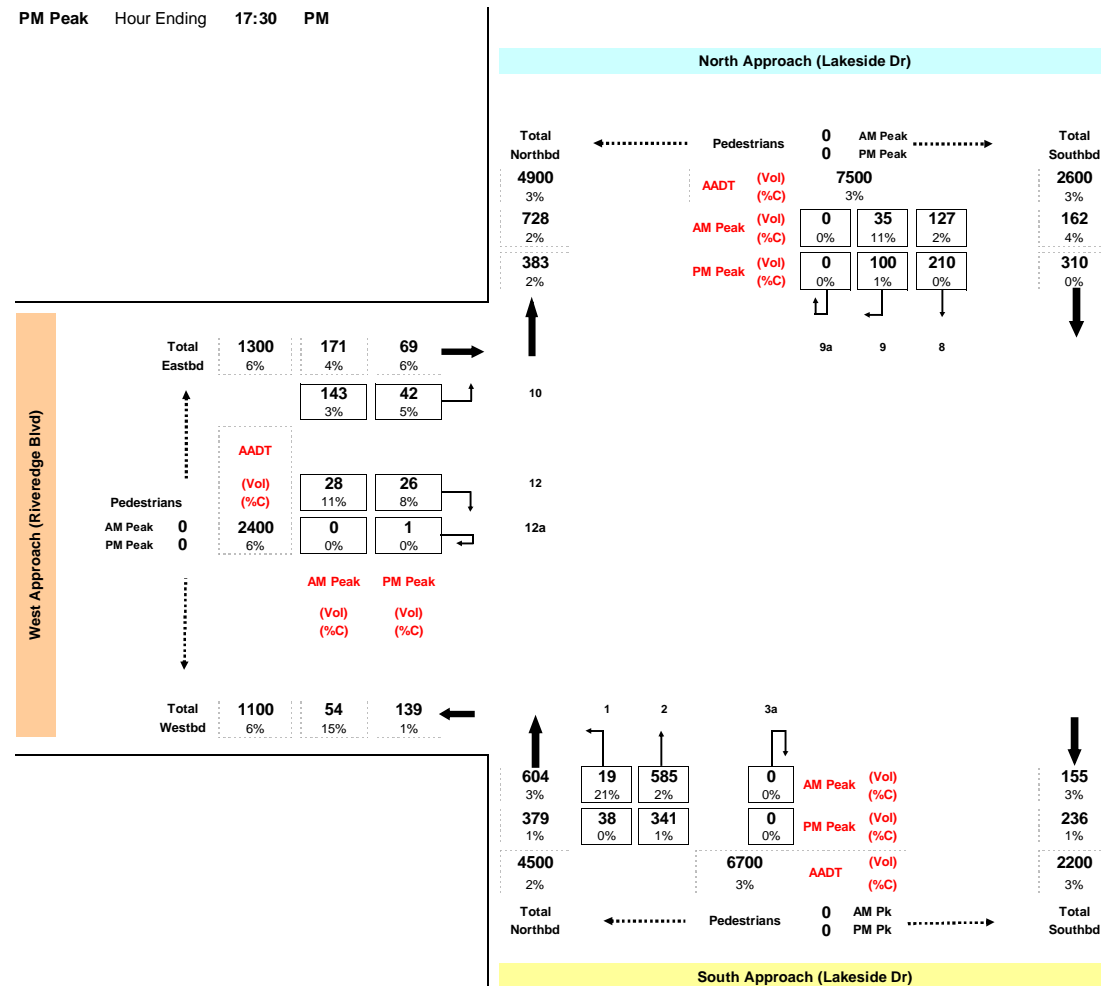 PM Peak Hour Ending 17:30 PM
North Approach (Lakeside Dr)
Total Northbd
Pedestrians 0 AM Peak
0 PM Peak
Total Southbd
4900 AADT (Vol) 7500 2600
3% (%C) 3% 3%
728 AM Peak (Vol) 0 35 127 162
2% (%C) 0% 11% 2% 4%
383 PM Peak (Vol) 0 100 210 310
2% (%C) 0% 1% 0% 0%
9a 9 8
West Approach (Riveredge Blvd)
Total 1300 171 69
Eastbd 6% 4% 6%
143 42 10
3% 5%
AADT
(Vol) 28 26 12
(%C) 11% 8%
Pedestrians
AM Peak 0 2400 0 1 12a
PM Peak 0 6% 0% 0%
AM Peak PM Peak
(Vol) (Vol)
(%C) (%C)
Total 1100 54 139
Westbd 6% 15% 1%
1 2 3a
604 19 585 0 AM Peak (Vol) 155
3% 21% 2% 0% (%C) 3%
379 38 341 0 PM Peak (Vol) 236
1% 0% 1% 0% (%C) 1%
4500 6700 AADT (Vol) 2200
2% 3% (%C) 3%
Total Northbd
Pedestrians 0 AM Pk
0 PM Pk
Total Southbd
South Approach (Lakeside Dr)